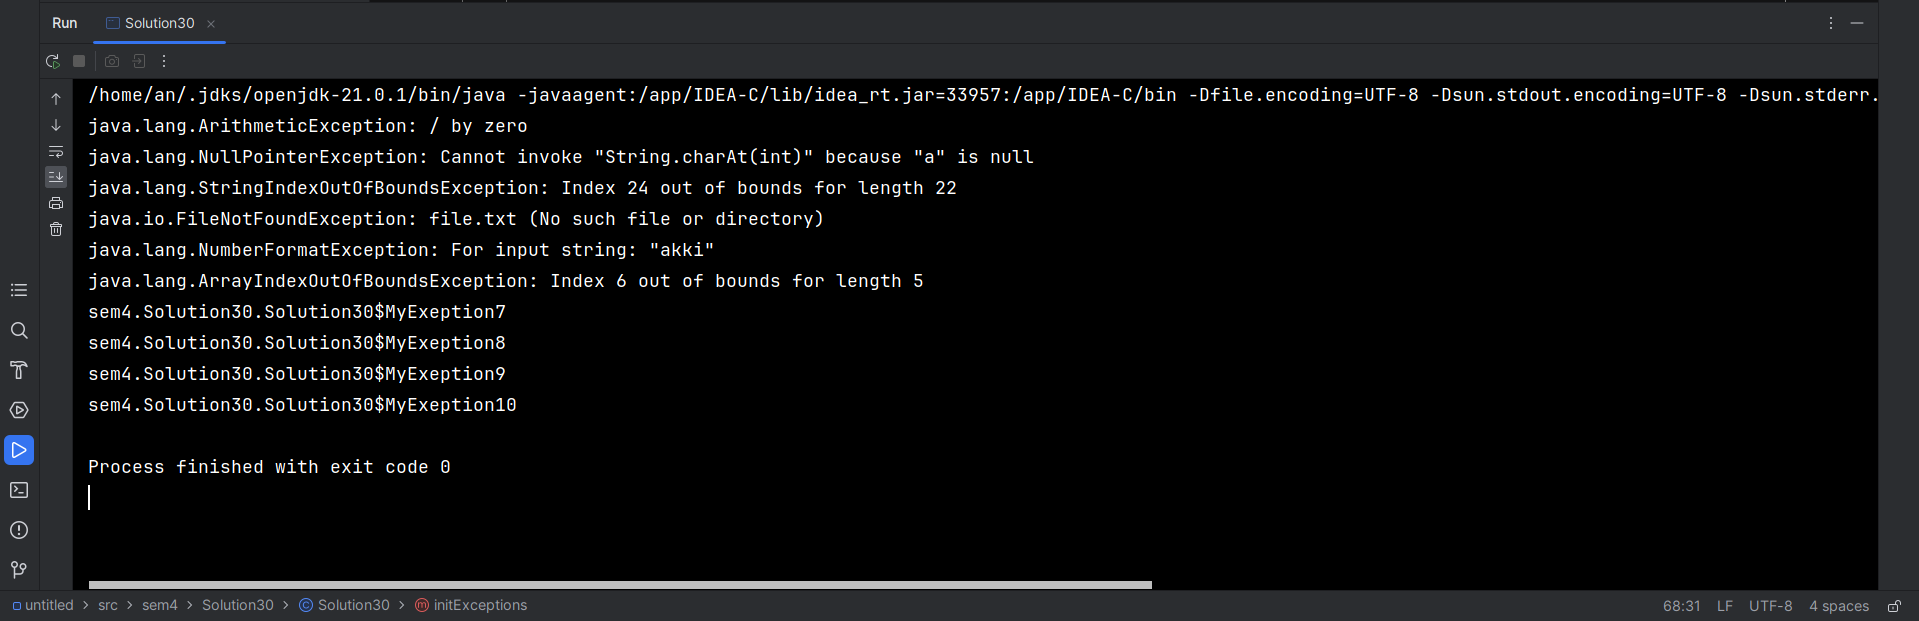 Run Solution30
/home/an/.jdks/openjdk-21.0.1/bin/java -javaagent:/app/IDEA-C/lib/idea_rt.jar=33957:/app/IDEA-C/bin -Dfile.encoding=UTF-8 -Dsun.stdout.encoding=UTF-8 -Dsun.stderr.
java.lang.ArithmeticException: / by zero
java.lang.NullPointerException: Cannot invoke "String.charAt(int)" because "a" is null
java.lang.StringIndexOutOfBoundsException: Index 24 out of bounds for length 22
java.io.FileNotFoundException: file.txt (No such file or directory)
java.lang.NumberFormatException: For input string: "akki"
java.lang.ArrayIndexOutOfBoundsException: Index 6 out of bounds for length 5
sem4.Solution30.Solution30$MyExeption7
sem4.Solution30.Solution30$MyExeption8
sem4.Solution30.Solution30$MyExeption9
sem4.Solution30.Solution30$MyExeption10
Process finished with exit code 0
untitled > src > sem4 > Solution30 > Solution30 > initExceptions 68:31 LF UTF-8 4 spaces